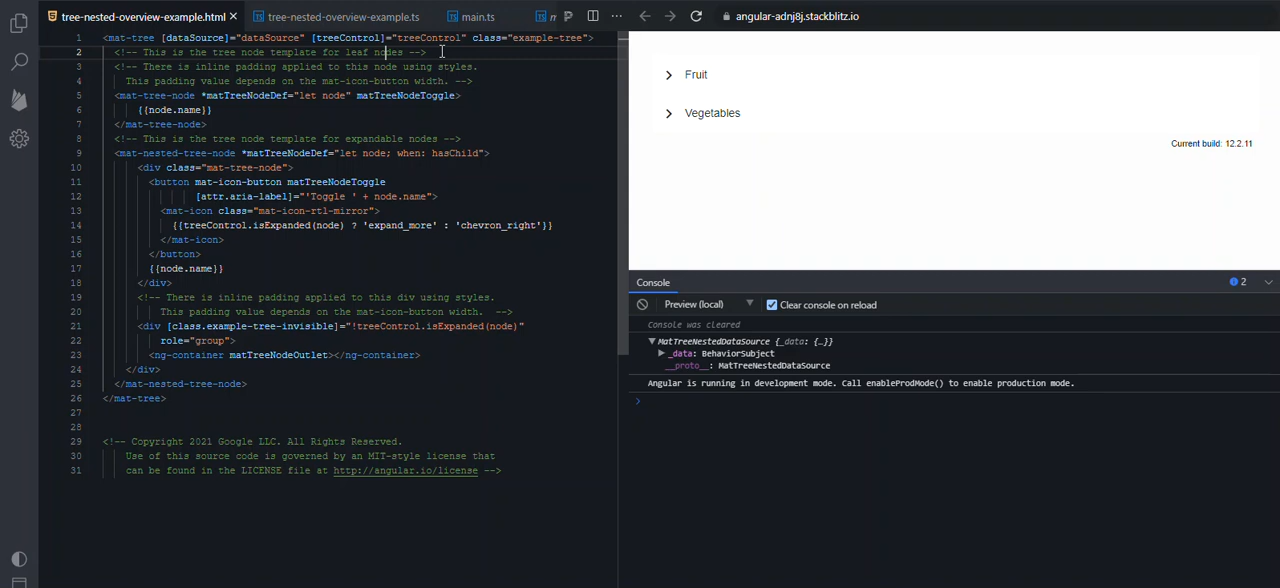 tree-nested-overview-example.html
tree-nested-overview-example.ts
main.ts
angular-adnj8j.stackblitz.io
1 <mat-tree [dataSource]="dataSource" [treeControl]="treeControl" class="example-tree">
2 <!-- This is the tree node template for leaf nodes -->
3 <!-- There is inline padding applied to this node using styles.
4 This padding value depends on the mat-icon-button width. -->
5 <mat-tree-node *matTreeNodeDef="let node" matTreeNodeToggle>
6 {{node.name}}
7 </mat-tree-node>
8 <!-- This is the tree node template for expandable nodes -->
9 <mat-nested-tree-node *matTreeNodeDef="let node; when: hasChild">
10 <div class="mat-tree-node">
11 <button mat-icon-button matTreeNodeToggle
12 [attr.aria-label]="'Toggle ' + node.name">
13 <mat-icon class="mat-icon-rtl-mirror">
14 {{treeControl.isExpanded(node) ? 'expand_more' : 'chevron_right'}}
15 </mat-icon>
16 </button>
17 {{node.name}}
18 </div>
19 <!-- There is inline padding applied to this div using styles.
20 This padding value depends on the mat-icon-button width. -->
21 <div [class.example-tree-invisible]="!treeControl.isExpanded(node)"
22 role="group">
23 <ng-container matTreeNodeOutlet></ng-container>
24 </div>
25 </mat-nested-tree-node>
26 </mat-tree>
27
28
29 <!-- Copyright 2021 Google LLC. All Rights Reserved.
30 Use of this source code is governed by an MIT-style license that
31 can be found in the LICENSE file at http://angular.io/license -->
Fruit
Vegetables
Current build: 12.2.11
Console
2
Preview (local)
Clear console on reload
Console was cleared
MatTreeNestedDataSource {_data: {…}}
_data: BehaviorSubject
__proto__: MatTreeNestedDataSource
Angular is running in development mode. Call enableProdMode() to enable production mode.